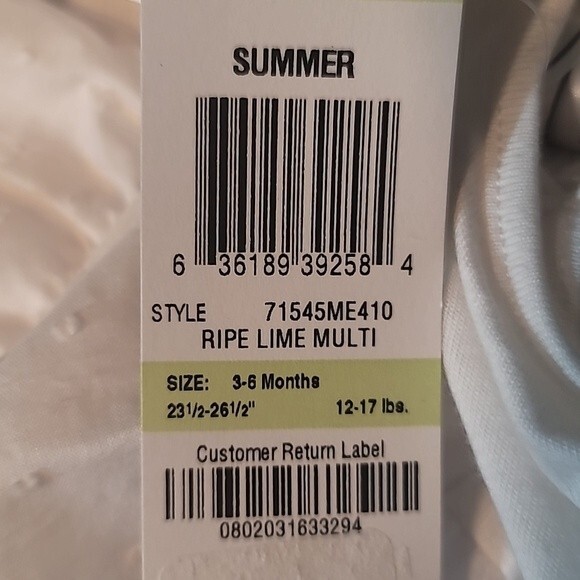 SUMMER
6 36189 39258 4
STYLE 71545ME410
RIPE LIME MULTI
SIZE: 3-6 Months
231/2-261/2" 12-17 lbs.
Customer Return Label
0802031633294